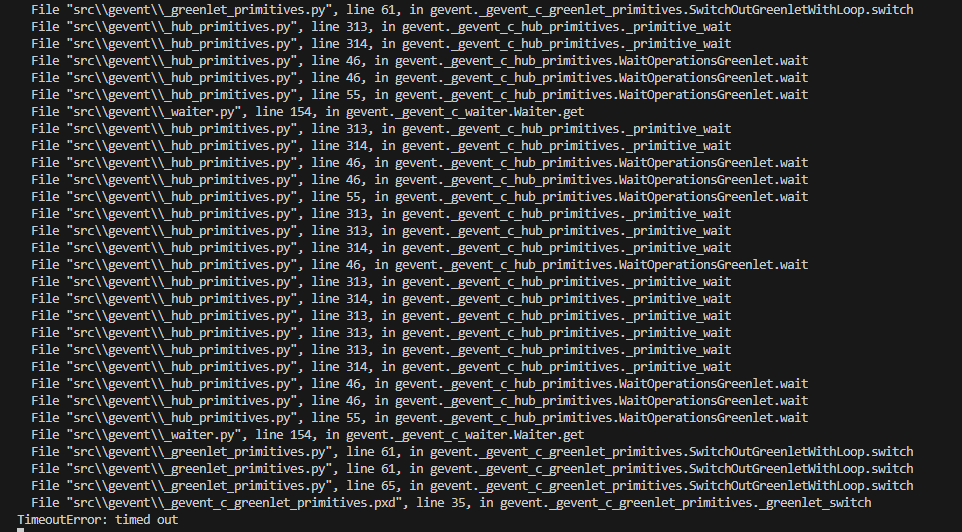 File "src\\gevent\\_greenlet_primitives.py", line 61, in gevent._gevent_c_greenlet_primitives.SwitchOutGreenletWithLoop.switch
File "src\\gevent\\_hub_primitives.py", line 313, in gevent._gevent_c_hub_primitives._primitive_wait
File "src\\gevent\\_hub_primitives.py", line 314, in gevent._gevent_c_hub_primitives._primitive_wait
File "src\\gevent\\_hub_primitives.py", line 46, in gevent._gevent_c_hub_primitives.WaitOperationsGreenlet.wait
File "src\\gevent\\_hub_primitives.py", line 46, in gevent._gevent_c_hub_primitives.WaitOperationsGreenlet.wait
File "src\\gevent\\_hub_primitives.py", line 55, in gevent._gevent_c_hub_primitives.WaitOperationsGreenlet.wait
File "src\\gevent\\_waiter.py", line 154, in gevent._gevent_c_waiter.Waiter.get
File "src\\gevent\\_hub_primitives.py", line 313, in gevent._gevent_c_hub_primitives._primitive_wait
File "src\\gevent\\_hub_primitives.py", line 314, in gevent._gevent_c_hub_primitives._primitive_wait
File "src\\gevent\\_hub_primitives.py", line 46, in gevent._gevent_c_hub_primitives.WaitOperationsGreenlet.wait
File "src\\gevent\\_hub_primitives.py", line 46, in gevent._gevent_c_hub_primitives.WaitOperationsGreenlet.wait
File "src\\gevent\\_hub_primitives.py", line 55, in gevent._gevent_c_hub_primitives.WaitOperationsGreenlet.wait
File "src\\gevent\\_hub_primitives.py", line 313, in gevent._gevent_c_hub_primitives._primitive_wait
File "src\\gevent\\_hub_primitives.py", line 313, in gevent._gevent_c_hub_primitives._primitive_wait
File "src\\gevent\\_hub_primitives.py", line 314, in gevent._gevent_c_hub_primitives._primitive_wait
File "src\\gevent\\_hub_primitives.py", line 46, in gevent._gevent_c_hub_primitives.WaitOperationsGreenlet.wait
File "src\\gevent\\_hub_primitives.py", line 313, in gevent._gevent_c_hub_primitives._primitive_wait
File "src\\gevent\\_hub_primitives.py", line 314, in gevent._gevent_c_hub_primitives._primitive_wait
File "src\\gevent\\_hub_primitives.py", line 313, in gevent._gevent_c_hub_primitives._primitive_wait
File "src\\gevent\\_hub_primitives.py", line 313, in gevent._gevent_c_hub_primitives._primitive_wait
File "src\\gevent\\_hub_primitives.py", line 313, in gevent._gevent_c_hub_primitives._primitive_wait
File "src\\gevent\\_hub_primitives.py", line 314, in gevent._gevent_c_hub_primitives._primitive_wait
File "src\\gevent\\_hub_primitives.py", line 46, in gevent._gevent_c_hub_primitives.WaitOperationsGreenlet.wait
File "src\\gevent\\_hub_primitives.py", line 46, in gevent._gevent_c_hub_primitives.WaitOperationsGreenlet.wait
File "src\\gevent\\_hub_primitives.py", line 55, in gevent._gevent_c_hub_primitives.WaitOperationsGreenlet.wait
File "src\\gevent\\_waiter.py", line 154, in gevent._gevent_c_waiter.Waiter.get
File "src\\gevent\\_greenlet_primitives.py", line 61, in gevent._gevent_c_greenlet_primitives.SwitchOutGreenletWithLoop.switch
File "src\\gevent\\_greenlet_primitives.py", line 61, in gevent._gevent_c_greenlet_primitives.SwitchOutGreenletWithLoop.switch
File "src\\gevent\\_greenlet_primitives.py", line 65, in gevent._gevent_c_greenlet_primitives.SwitchOutGreenletWithLoop.switch
File "src\\gevent\\_gevent_c_greenlet_primitives.pxd", line 35, in gevent._gevent_c_greenlet_primitives._greenlet_switch
TimeoutError: timed out